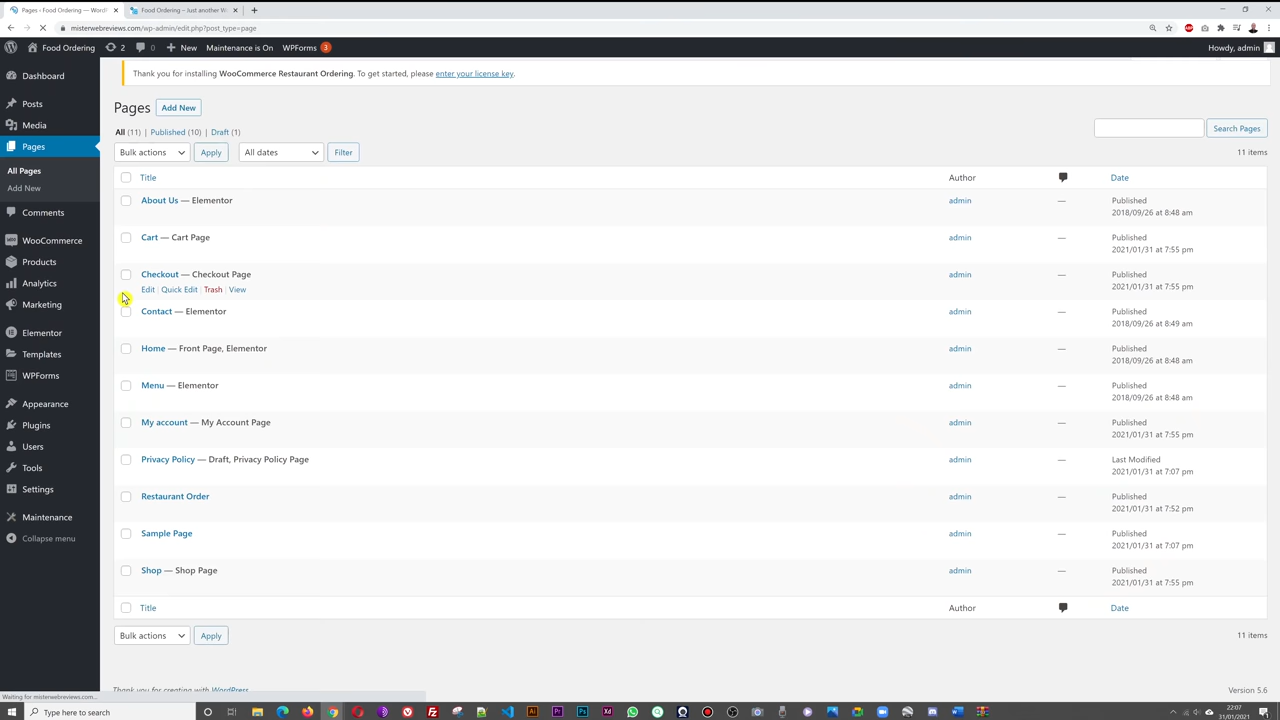 Pages ‹ Food Ordering — WordP
Food Ordering – Just another W
misterwebreviews.com/wp-admin/edit.php?post_type=page
Food Ordering
2
0
New
Maintenance is On
WPForms
3
Howdy, admin
Dashboard
Posts
Media
Pages
All Pages
Add New
Comments
WooCommerce
Products
Analytics
Marketing
Elementor
Templates
WPForms
Appearance
Plugins
Users
Tools
Settings
Maintenance
Collapse menu
Thank you for installing WooCommerce Restaurant Ordering. To get started, please enter your license key.
Pages
Add New
All (11) | Published (10) | Draft (1)
Search Pages
Bulk actions
Apply
All dates
Filter
11 items
Title
Author
Date
About Us — Elementor
admin
—
Published
2018/09/26 at 8:48 am
Cart — Cart Page
admin
—
Published
2021/01/31 at 7:55 pm
Checkout — Checkout Page
Edit | Quick Edit | Trash | View
admin
—
Published
2021/01/31 at 7:55 pm
Contact — Elementor
admin
—
Published
2018/09/26 at 8:49 am
Home — Front Page, Elementor
admin
—
Published
2018/09/26 at 8:48 am
Menu — Elementor
admin
—
Published
2018/09/26 at 8:48 am
My account — My Account Page
admin
—
Published
2021/01/31 at 7:55 pm
Privacy Policy — Draft, Privacy Policy Page
admin
—
Last Modified
2021/01/31 at 7:07 pm
Restaurant Order
admin
—
Published
2021/01/31 at 7:52 pm
Sample Page
admin
—
Published
2021/01/31 at 7:07 pm
Shop — Shop Page
admin
—
Published
2021/01/31 at 7:55 pm
Title
Author
Date
Bulk actions
Apply
11 items
Thank you for creating with WordPress.
Version 5.6
Waiting for misterwebreviews.com...
Type here to search
22:07
31/01/2021